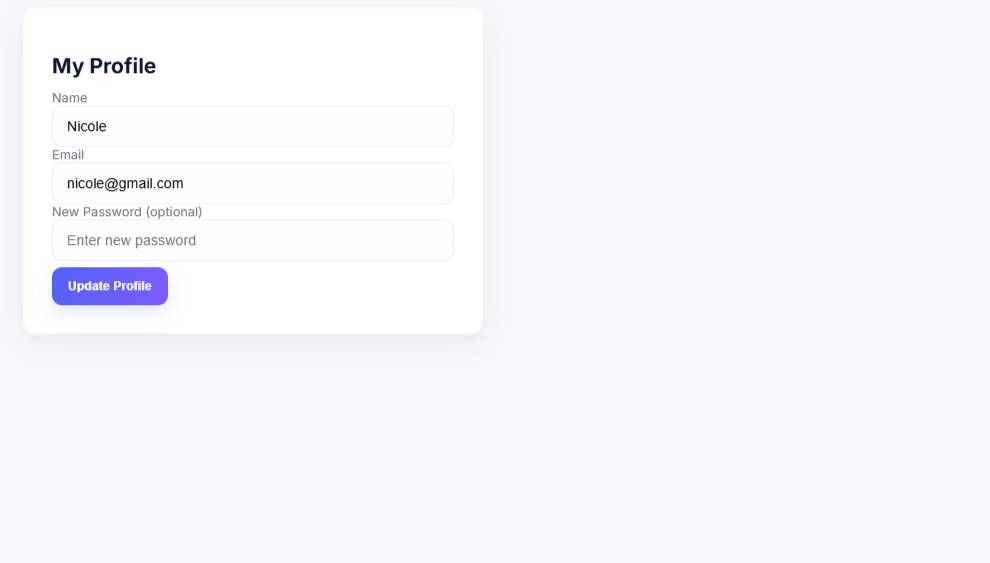 My Profile
Name
Nicole
Email
nicole@gmail.com
New Password (optional)
Enter new password
Update Profile